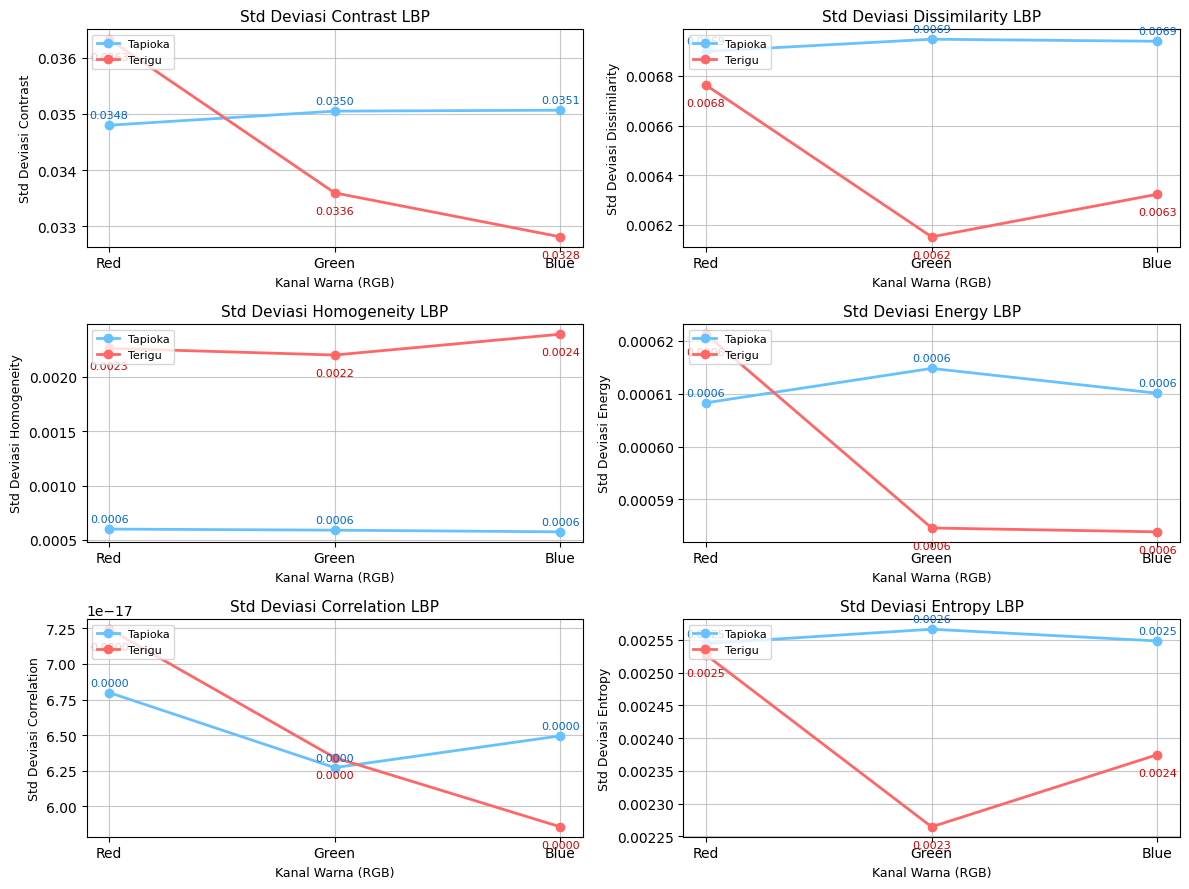 Std Deviasi Contrast LBP
Tapioka
Terigu
0.0348
0.0350
0.0351
0.0336
0.0328
0.036
0.035
0.034
0.033
Std Deviasi Contrast
Red Green Blue
Kanal Warna (RGB)
Std Deviasi Dissimilarity LBP
Tapioka
Terigu
0.0069
0.0069
0.0068
0.0062
0.0063
0.0068
0.0066
0.0064
0.0062
Std Deviasi Dissimilarity
Red Green Blue
Kanal Warna (RGB)
Std Deviasi Homogeneity LBP
Tapioka
Terigu
0.0023
0.0022
0.0024
0.0006
0.0006
0.0006
0.0020
0.0015
0.0010
0.0005
Std Deviasi Homogeneity
Red Green Blue
Kanal Warna (RGB)
Std Deviasi Energy LBP
Tapioka
Terigu
0.0006
0.0006
0.0006
0.0006
0.0006
0.00062
0.00061
0.00060
0.00059
Std Deviasi Energy
Red Green Blue
Kanal Warna (RGB)
Std Deviasi Correlation LBP
1e−17
Tapioka
Terigu
0.0000
0.0000
0.0000
0.0000
0.0000
7.25
7.00
6.75
6.50
6.25
6.00
Std Deviasi Correlation
Red Green Blue
Kanal Warna (RGB)
Std Deviasi Entropy LBP
Tapioka
Terigu
0.0026
0.0025
0.0025
0.0023
0.0024
0.00255
0.00250
0.00245
0.00240
0.00235
0.00230
0.00225
Std Deviasi Entropy
Red Green Blue
Kanal Warna (RGB)